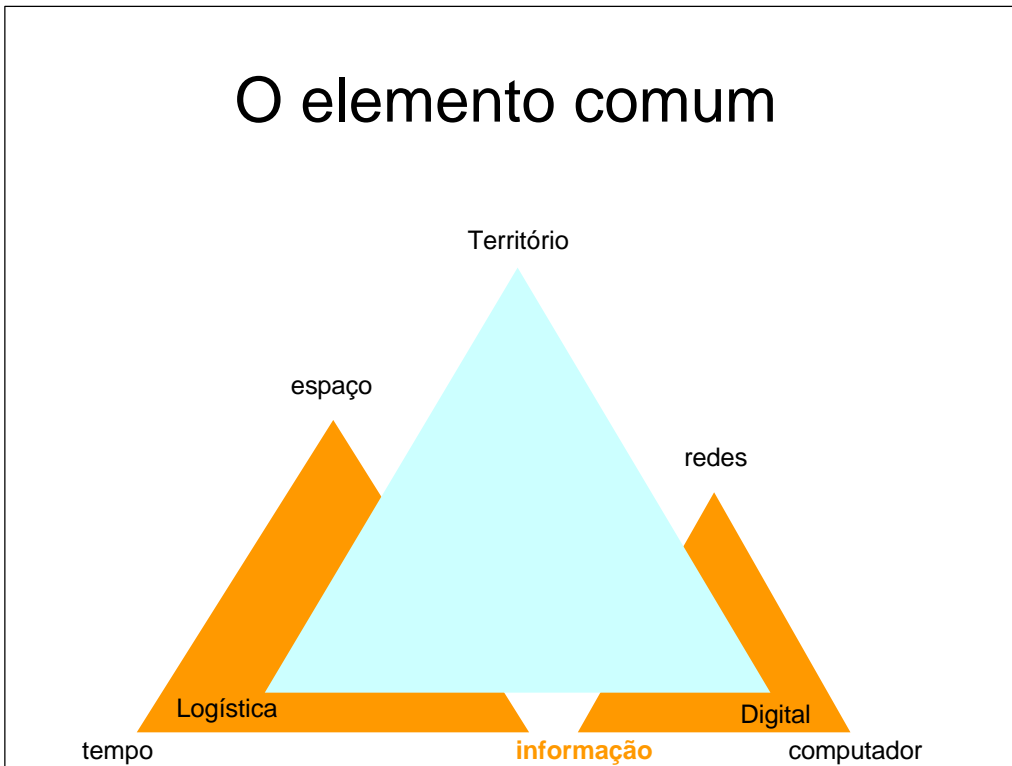 O elemento comum
Território
espaço
redes
Logística
Digital
tempo
informação
computador